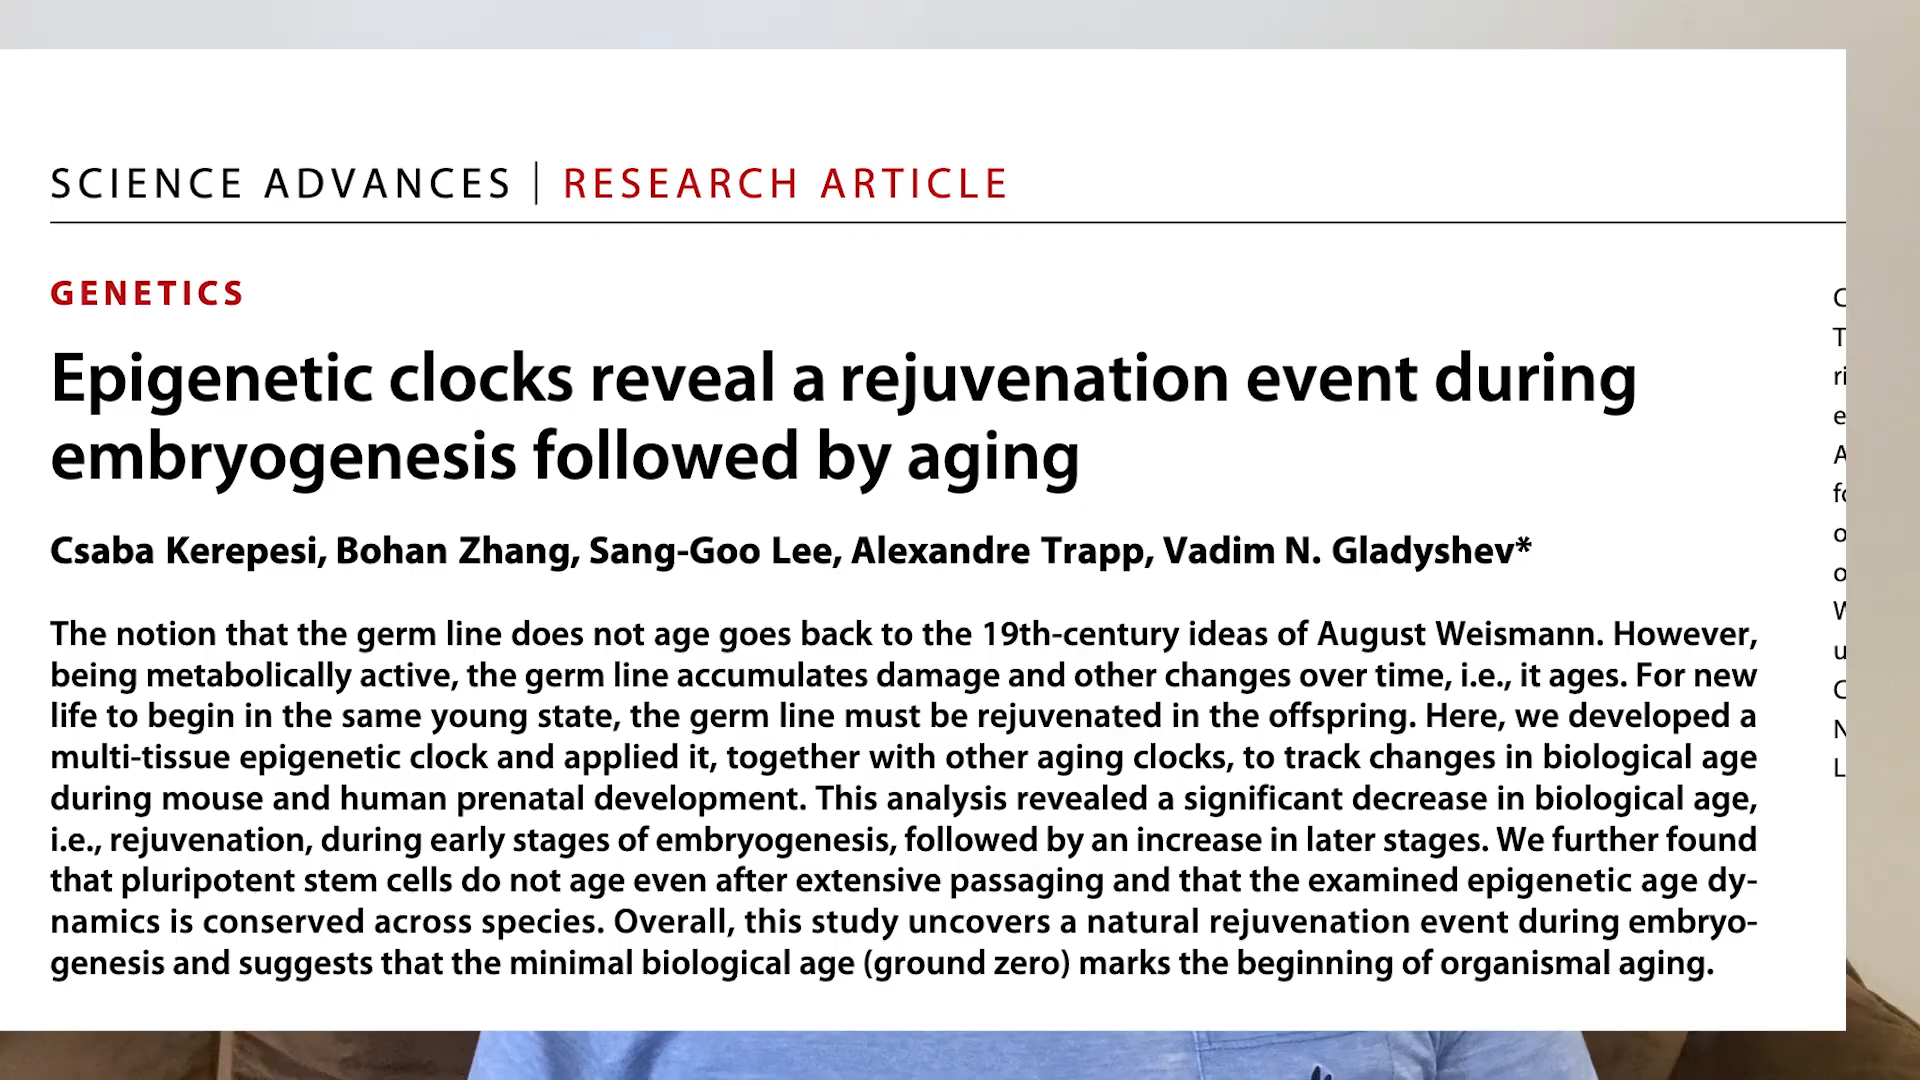 SCIENCE ADVANCES | RESEARCH ARTICLE
GENETICS
Epigenetic clocks reveal a rejuvenation event during
embryogenesis followed by aging
Csaba Kerepesi, Bohan Zhang, Sang-Goo Lee, Alexandre Trapp, Vadim N. Gladyshev*
The notion that the germ line does not age goes back to the 19th-century ideas of August Weismann. However,
being metabolically active, the germ line accumulates damage and other changes over time, i.e., it ages. For new
life to begin in the same young state, the germ line must be rejuvenated in the offspring. Here, we developed a
multi-tissue epigenetic clock and applied it, together with other aging clocks, to track changes in biological age
during mouse and human prenatal development. This analysis revealed a significant decrease in biological age,
i.e., rejuvenation, during early stages of embryogenesis, followed by an increase in later stages. We further found
that pluripotent stem cells do not age even after extensive passaging and that the examined epigenetic age dy-
namics is conserved across species. Overall, this study uncovers a natural rejuvenation event during embryo-
genesis and suggests that the minimal biological age (ground zero) marks the beginning of organismal aging.